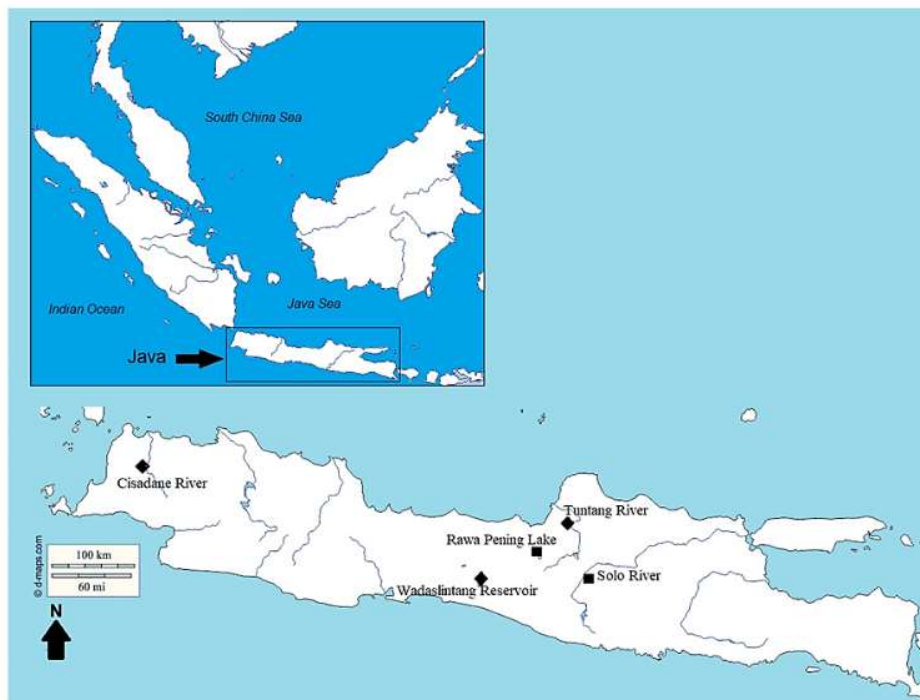 South China Sea
Java Sea
Indian Ocean
Java
Cisadane River
Tuntang River
Rawa Pening Lake
Solo River
Wadaslintang Reservoir
100 km
60 mi
© d-maps.com
N